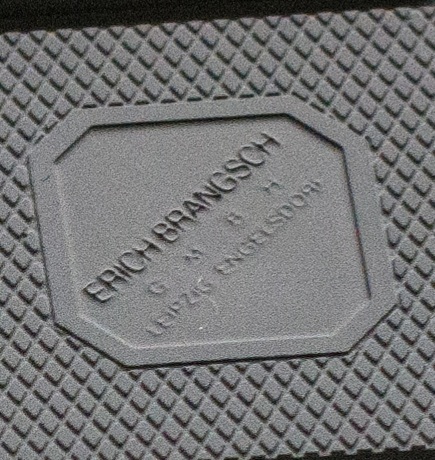 ERICH BRANGSCH
G M B H
LEIPZIG ENGELSDORF